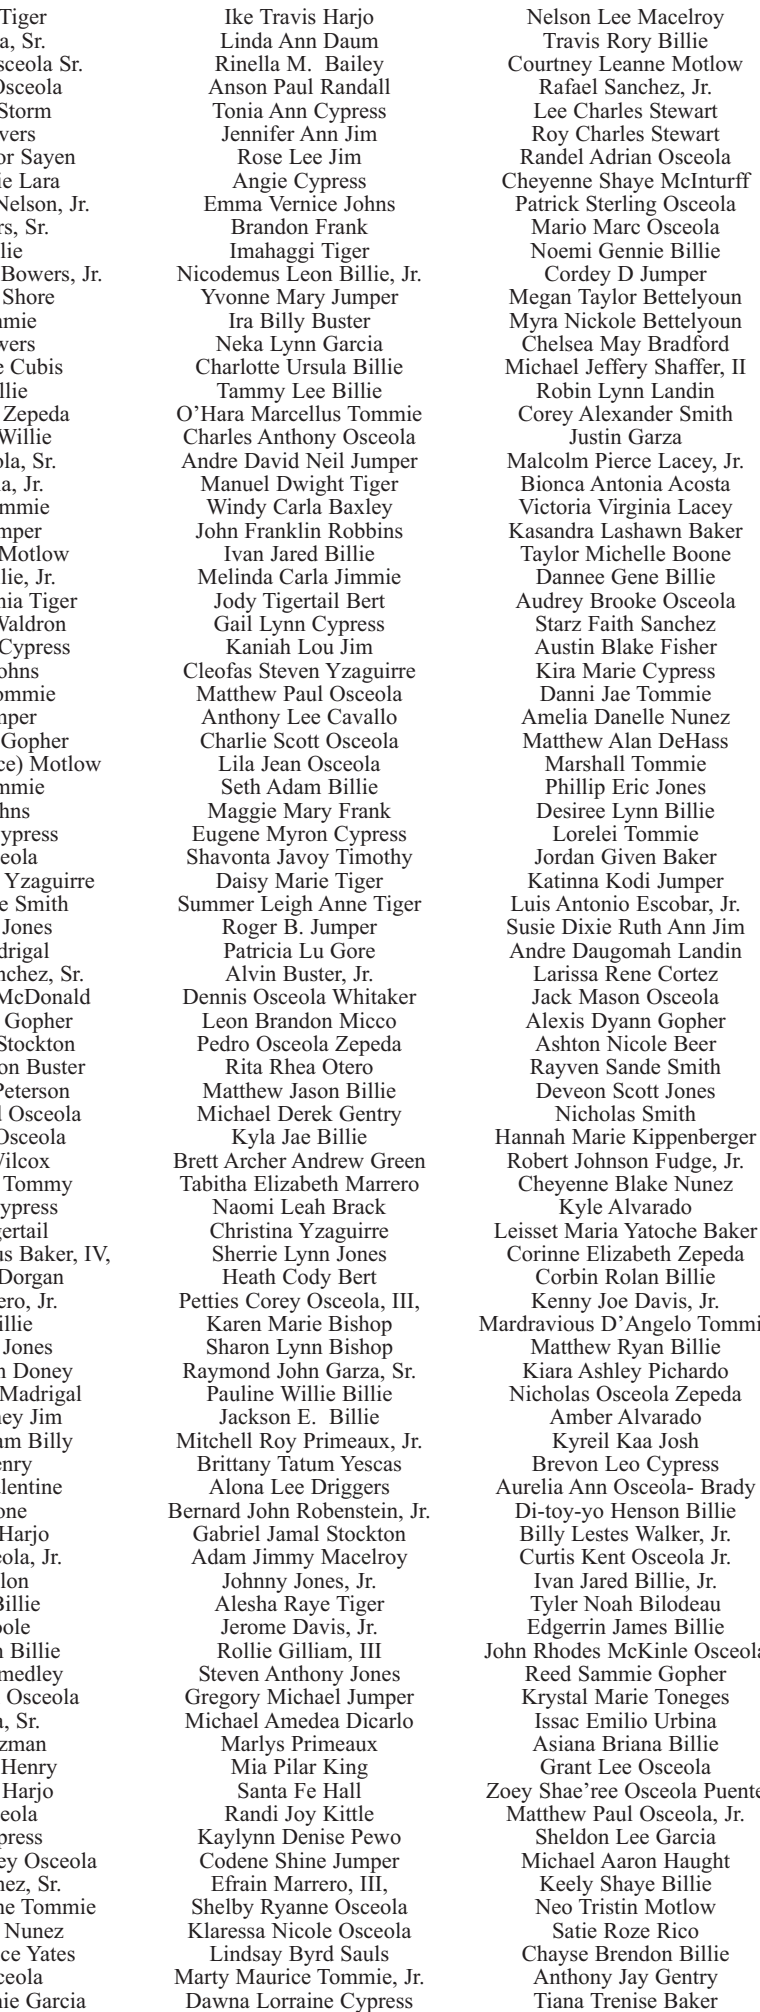 Tiger
a, Sr.
sceola Sr.
Osceola
Storm
vers
or Sayen
ie Lara
Nelson, Jr.
rs, Sr.
lie
Bowers, Jr.
Shore
mie
wers
e Cubis
llie
Zepeda
Willie
ola, Sr.
a, Jr.
mmie
mper
Motlow
lie, Jr.
nia Tiger
Waldron
Cypress
ohns
ommie
mper
Gopher
ce) Motlow
mmie
hns
ypress
eola
Yzaguirre
e Smith
Jones
drigal
nchez, Sr.
McDonald
Gopher
Stockton
on Buster
Peterson
l Osceola
Osceola
Wilcox
Tommy
ypress
gertail
us Baker, IV,
Dorgan
ero, Jr.
illie
Jones
n Doney
Madrigal
ney Jim
am Billy
enry
alentine
one
Harjo
eola, Jr.
lon
Billie
oole
n Billie
medley
Osceola
a, Sr.
zman
Henry
Harjo
eola
press
ey Osceola
nez, Sr.
ne Tommie
Nunez
ce Yates
ceola
nie Garcia
Ike Travis Harjo
Linda Ann Daum
Rinella M. Bailey
Anson Paul Randall
Tonia Ann Cypress
Jennifer Ann Jim
Rose Lee Jim
Angie Cypress
Emma Vernice Johns
Brandon Frank
Imahaggi Tiger
Nicodemus Leon Billie, Jr.
Yvonne Mary Jumper
Ira Billy Buster
Neka Lynn Garcia
Charlotte Ursula Billie
Tammy Lee Billie
O'Hara Marcellus Tommie
Charles Anthony Osceola
Andre David Neil Jumper
Manuel Dwight Tiger
Windy Carla Baxley
John Franklin Robbins
Ivan Jared Billie
Melinda Carla Jimmie
Jody Tigertail Bert
Gail Lynn Cypress
Kaniah Lou Jim
Cleofas Steven Yzaguirre
Matthew Paul Osceola
Anthony Lee Cavallo
Charlie Scott Osceola
Lila Jean Osceola
Seth Adam Billie
Maggie Mary Frank
Eugene Myron Cypress
Shavonta Javoy Timothy
Daisy Marie Tiger
Summer Leigh Anne Tiger
Roger B. Jumper
Patricia Lu Gore
Alvin Buster, Jr.
Dennis Osceola Whitaker
Leon Brandon Micco
Pedro Osceola Zepeda
Rita Rhea Otero
Matthew Jason Billie
Michael Derek Gentry
Kyla Jae Billie
Brett Archer Andrew Green
Tabitha Elizabeth Marrero
Naomi Leah Brack
Christina Yzaguirre
Sherrie Lynn Jones
Heath Cody Bert
Petties Corey Osceola, III,
Karen Marie Bishop
Sharon Lynn Bishop
Raymond John Garza, Sr.
Pauline Willie Billie
Jackson E. Billie
Mitchell Roy Primeaux, Jr.
Brittany Tatum Yescas
Alona Lee Driggers
Bernard John Robenstein, Jr.
Gabriel Jamal Stockton
Adam Jimmy Macelroy
Johnny Jones, Jr.
Alesha Raye Tiger
Jerome Davis, Jr.
Rollie Gilliam, III
Steven Anthony Jones
Gregory Michael Jumper
Michael Amedea Dicarlo
Marlys Primeaux
Mia Pilar King
Santa Fe Hall
Randi Joy Kittle
Kaylynn Denise Pewo
Codene Shine Jumper
Efrain Marrero, III,
Shelby Ryanne Osceola
Klaressa Nicole Osceola
Lindsay Byrd Sauls
Marty Maurice Tommie, Jr.
Dawna Lorraine Cypress
Nelson Lee Macelroy
Travis Rory Billie
Courtney Leanne Motlow
Rafael Sanchez, Jr.
Lee Charles Stewart
Roy Charles Stewart
Randel Adrian Osceola
Cheyenne Shaye McInturff
Patrick Sterling Osceola
Mario Marc Osceola
Noemi Gennie Billie
Cordey D Jumper
Megan Taylor Bettelyoun
Myra Nickole Bettelyoun
Chelsea May Bradford
Michael Jeffery Shaffer, II
Robin Lynn Landin
Corey Alexander Smith
Justin Garza
Malcolm Pierce Lacey, Jr.
Bionca Antonia Acosta
Victoria Virginia Lacey
Kasandra Lashawn Baker
Taylor Michelle Boone
Dannee Gene Billie
Audrey Brooke Osceola
Starz Faith Sanchez
Austin Blake Fisher
Kira Marie Cypress
Danni Jae Tommie
Amelia Danelle Nunez
Matthew Alan DeHass
Marshall Tommie
Phillip Eric Jones
Desiree Lynn Billie
Lorelei Tommie
Jordan Given Baker
Katinna Kodi Jumper
Luis Antonio Escobar, Jr.
Susie Dixie Ruth Ann Jim
Andre Daugomah Landin
Larissa Rene Cortez
Jack Mason Osceola
Alexis Dyann Gopher
Ashton Nicole Beer
Rayven Sande Smith
Deveon Scott Jones
Nicholas Smith
Hannah Marie Kippenberger
Robert Johnson Fudge, Jr.
Cheyenne Blake Nunez
Kyle Alvarado
Leisset Maria Yatoche Baker
Corinne Elizabeth Zepeda
Corbin Rolan Billie
Kenny Joe Davis, Jr.
Mardravious D'Angelo Tommi
Matthew Ryan Billie
Kiara Ashley Pichardo
Nicholas Osceola Zepeda
Amber Alvarado
Kyreil Kaa Josh
Brevon Leo Cypress
Aurelia Ann Osceola- Brady
Di-toy-yo Henson Billie
Billy Lestes Walker, Jr.
Curtis Kent Osceola Jr.
Ivan Jared Billie, Jr.
Tyler Noah Bilodeau
Edgerrin James Billie
John Rhodes McKinle Osceola
Reed Sammie Gopher
Krystal Marie Toneges
Issac Emilio Urbina
Asiana Briana Billie
Grant Lee Osceola
Zoey Shae'ree Osceola Puente
Matthew Paul Osceola, Jr.
Sheldon Lee Garcia
Michael Aaron Haught
Keely Shaye Billie
Neo Tristin Motlow
Satie Roze Rico
Chayse Brendon Billie
Anthony Jay Gentry
Tiana Trenise Baker